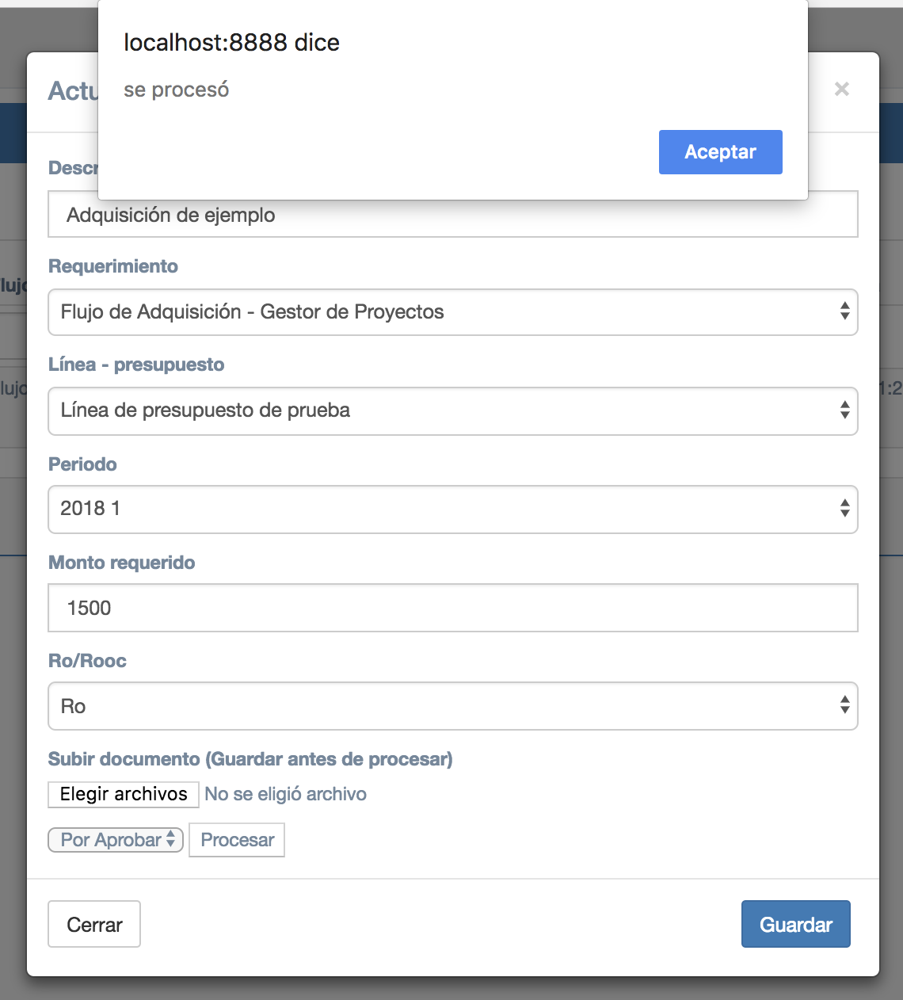 localhost:8888 dice
se procesó
Aceptar
Actu
×
Descr
Adquisición de ejemplo
Requerimiento
Flujo de Adquisición - Gestor de Proyectos
Línea - presupuesto
Línea de presupuesto de prueba
Periodo
2018 1
Monto requerido
1500
Ro/Rooc
Ro
Subir documento (Guardar antes de procesar)
Elegir archivos No se eligió archivo
Por Aprobar Procesar
Cerrar Guardar
lujo
lujo
1:2